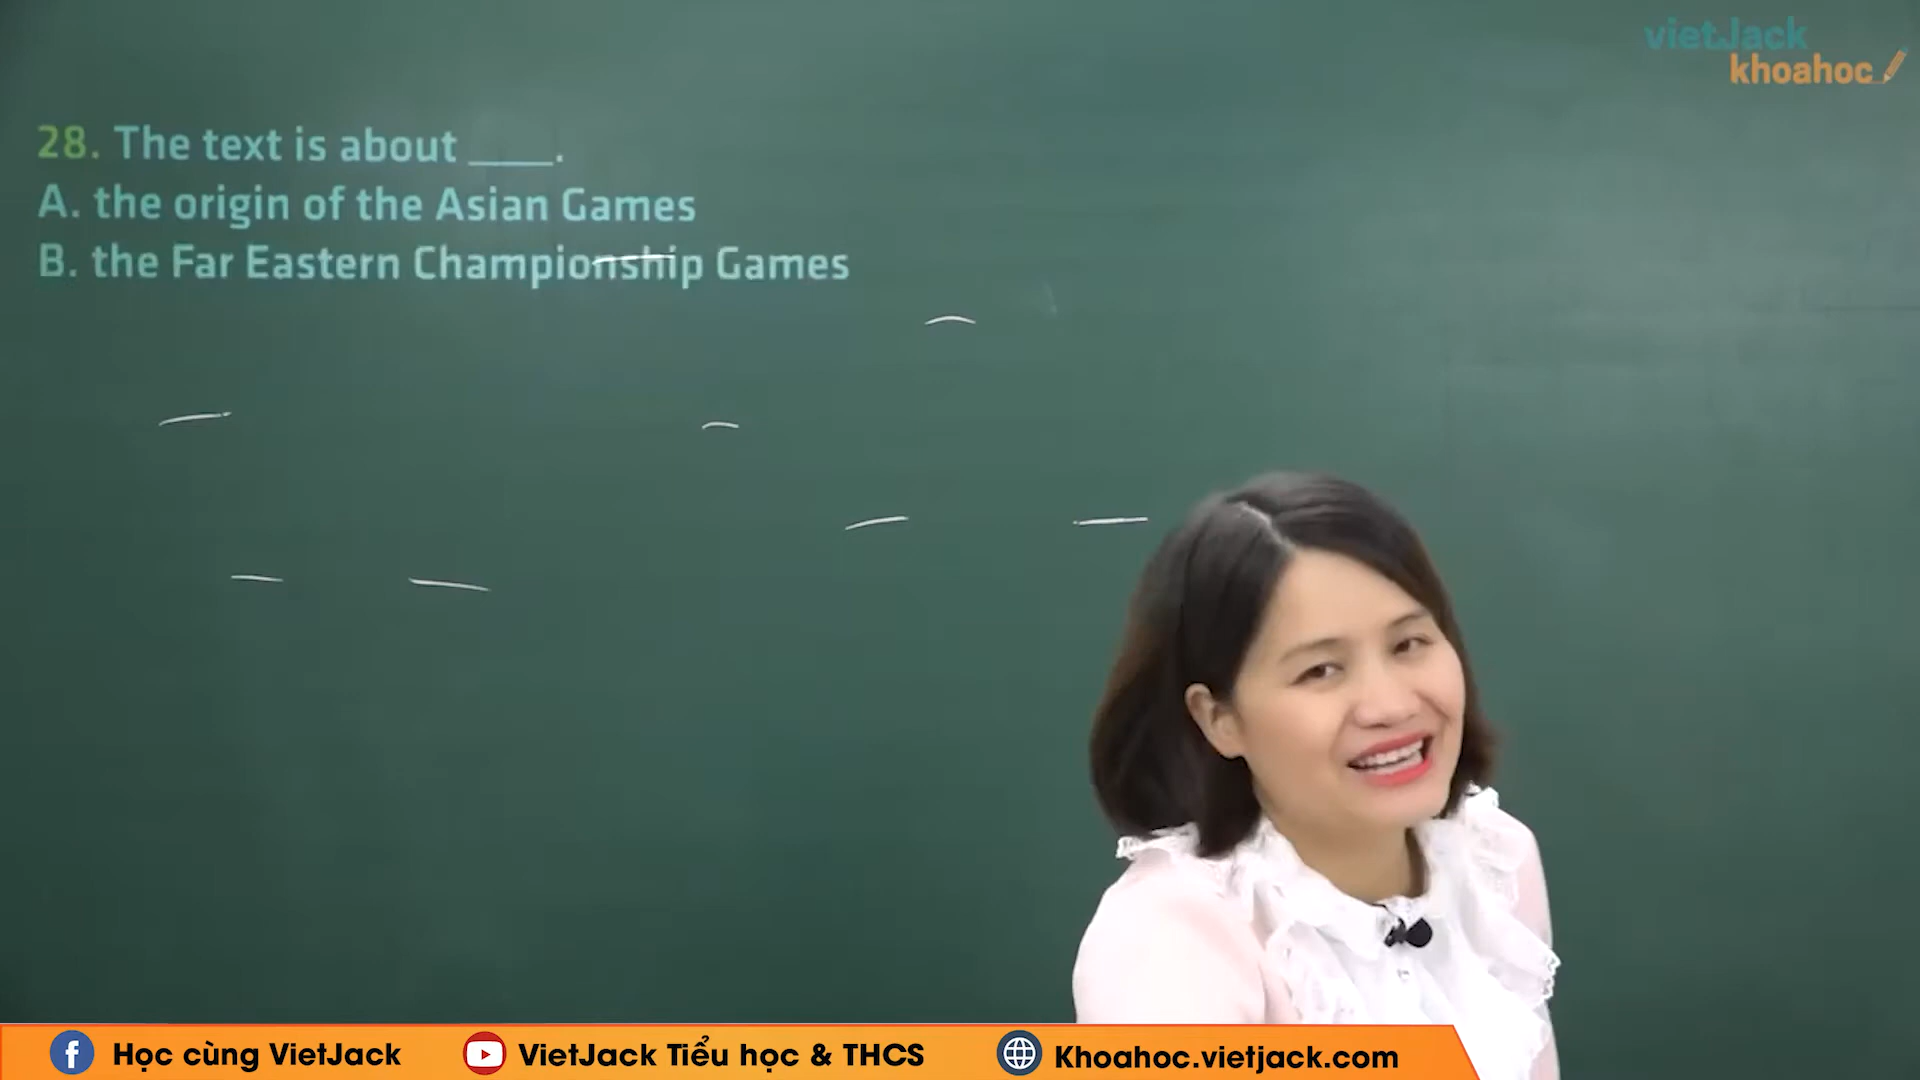 vietJack
khoahoc
28. The text is about ____.
A. the origin of the Asian Games
B. the Far Eastern Championship Games
Học cùng VietJack
VietJack Tiểu học & THCS
Khoahoc.vietjack.com